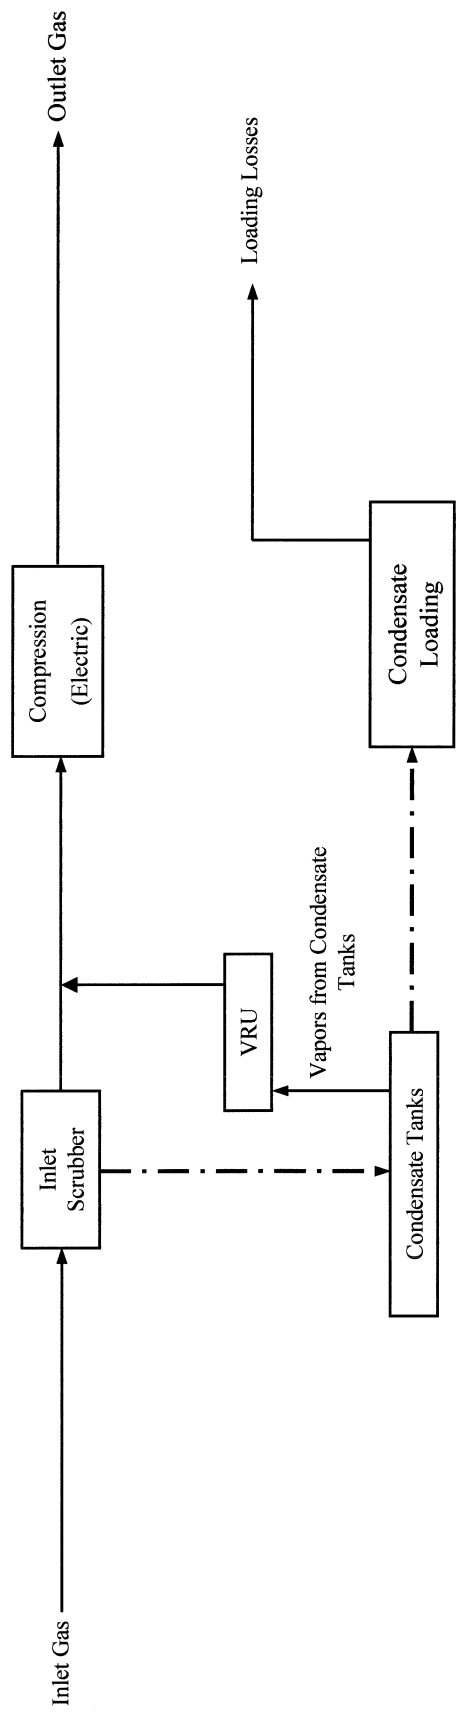 Inlet Gas
Inlet
Scrubber
Compression
(Electric)
Outlet Gas
VRU
Vapors from Condensate
Tanks
Loading Losses
Condensate Tanks
Condensate
Loading